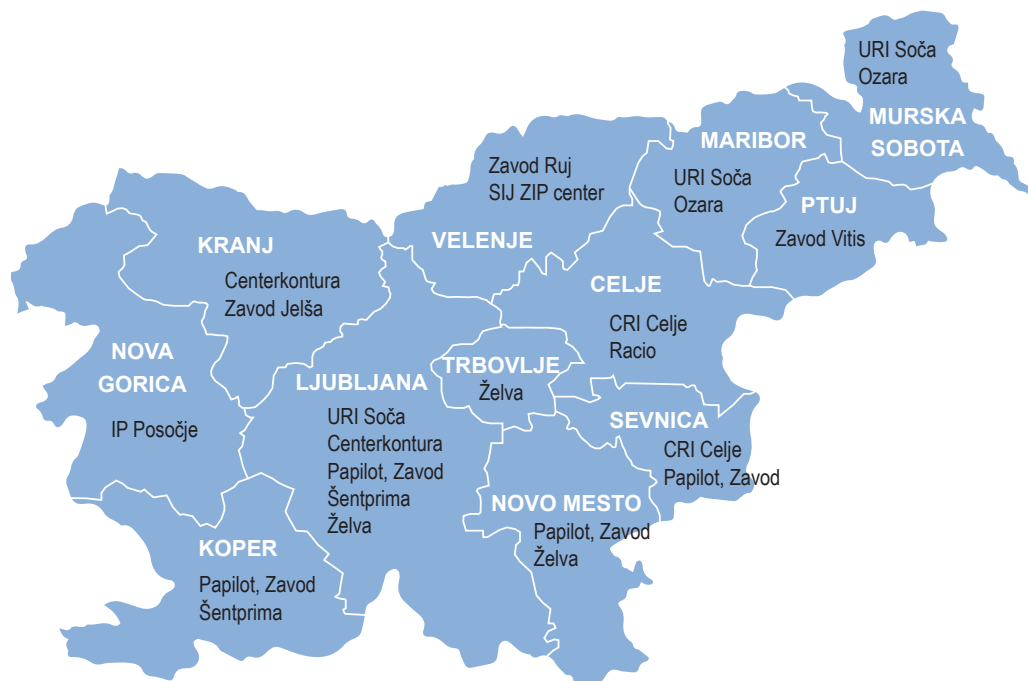 URI Soča
Ozara
MURSKA
SOBOTA
MARIBOR
URI Soča
Ozara
PTUJ
Zavod Vitis
Zavod Ruj
SIJ ZIP center
VELENJE
KRANJ
Centerkontura
Zavod Jelša
CELJE
CRI Celje
Racio
NOVA
GORICA
IP Posočje
LJUBLJANA
URI Soča
Centerkontura
Papilot, Zavod
Šentprima
Želva
TRBOVLJE
Želva
SEVNICA
CRI Celje
Papilot, Zavod
NOVO MESTO
Papilot, Zavod
Želva
KOPER
Papilot, Zavod
Šentprima